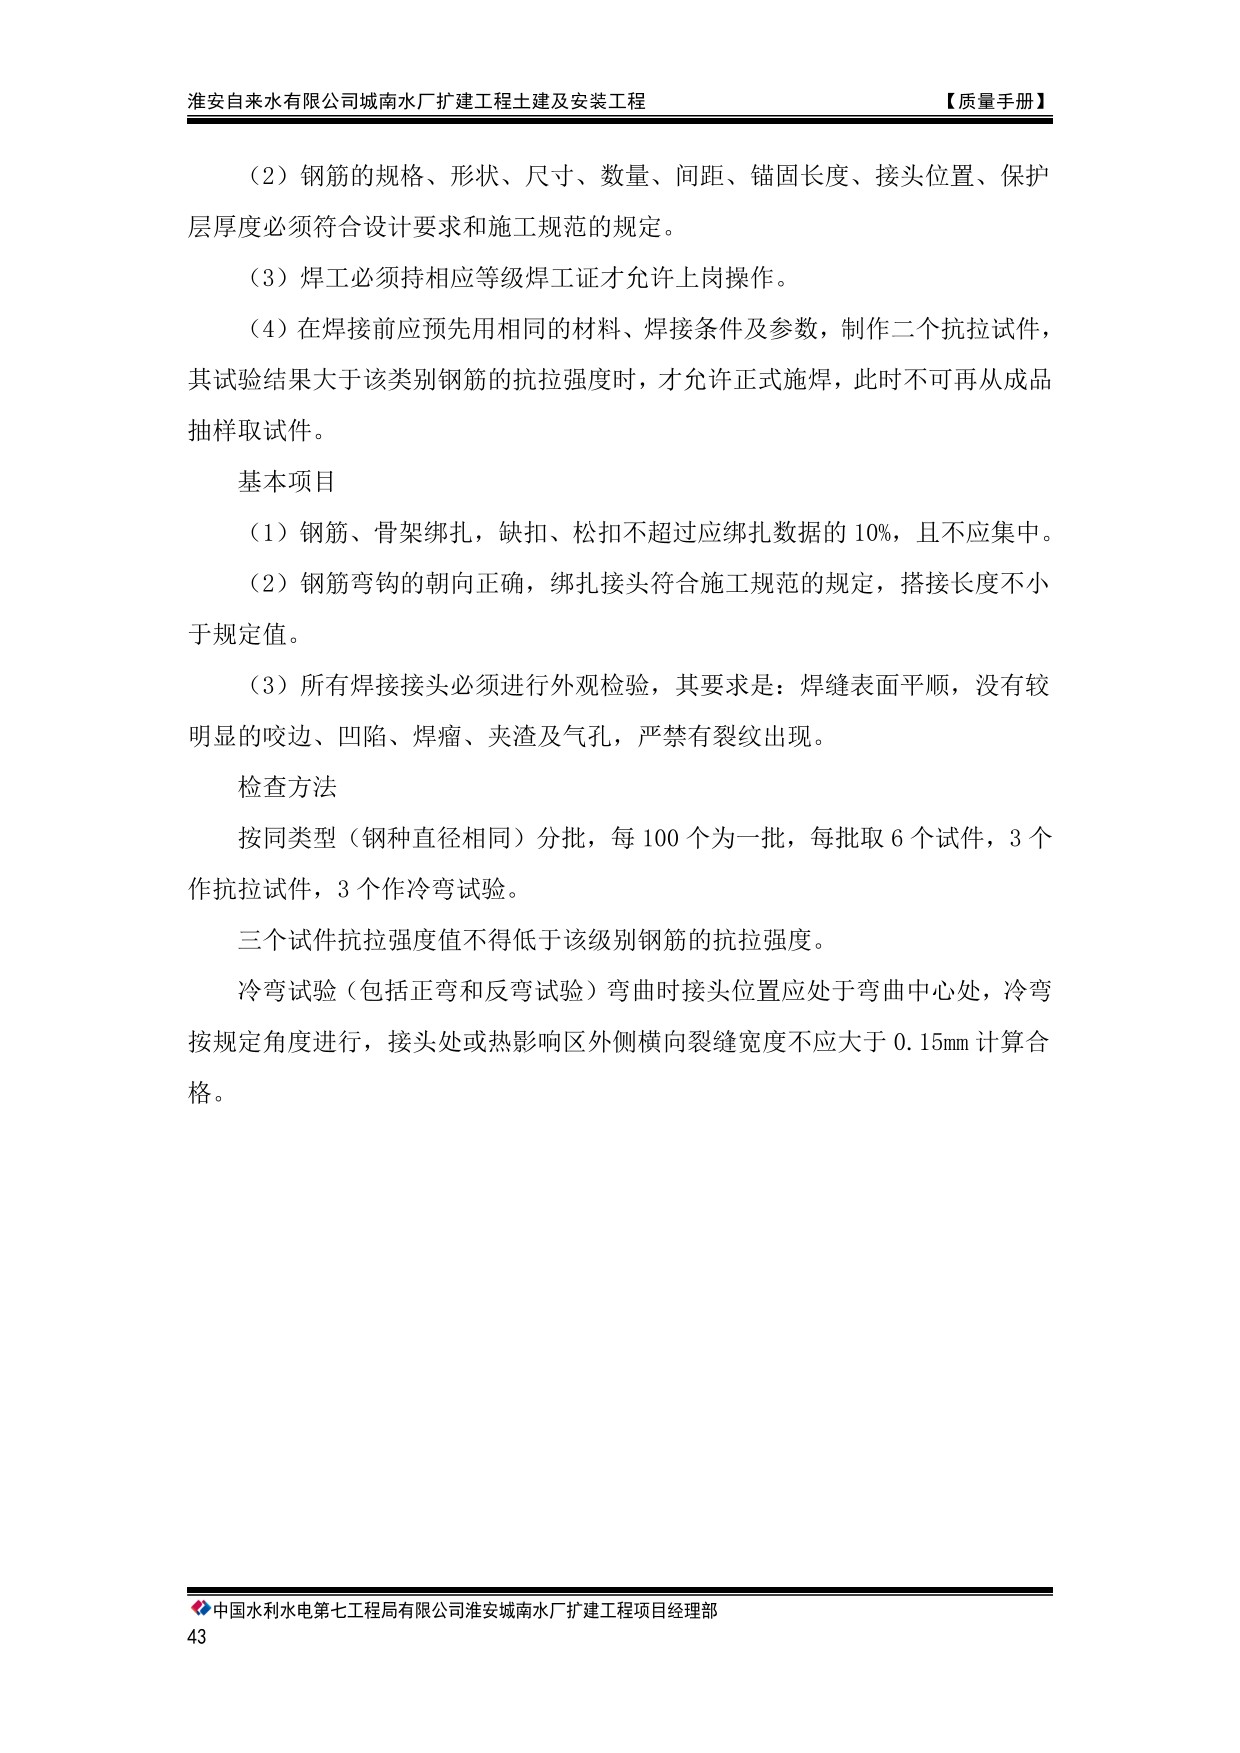 淮安自来水有限公司城南水厂扩建工程土建及安装工程 【质量手册】
（2）钢筋的规格、形状、尺寸、数量、间距、锚固长度、接头位置、保护
层厚度必须符合设计要求和施工规范的规定。
（3）焊工必须持相应等级焊工证才允许上岗操作。
（4）在焊接前应预先用相同的材料、焊接条件及参数，制作二个抗拉试件，
其试验结果大于该类别钢筋的抗拉强度时，才允许正式施焊，此时不可再从成品
抽样取试件。
基本项目
（1）钢筋、骨架绑扎，缺扣、松扣不超过应绑扎数据的 10%，且不应集中。
（2）钢筋弯钩的朝向正确，绑扎接头符合施工规范的规定，搭接长度不小
于规定值。
（3）所有焊接接头必须进行外观检验，其要求是：焊缝表面平顺，没有较
明显的咬边、凹陷、焊瘤、夹渣及气孔，严禁有裂纹出现。
检查方法
按同类型（钢种直径相同）分批，每 100 个为一批，每批取 6 个试件，3 个
作抗拉试件，3 个作冷弯试验。
三个试件抗拉强度值不得低于该级别钢筋的抗拉强度。
冷弯试验（包括正弯和反弯试验）弯曲时接头位置应处于弯曲中心处，冷弯
按规定角度进行，接头处或热影响区外侧横向裂缝宽度不应大于 0.15mm 计算合
格。
中国水利水电第七工程局有限公司淮安城南水厂扩建工程项目经理部
43